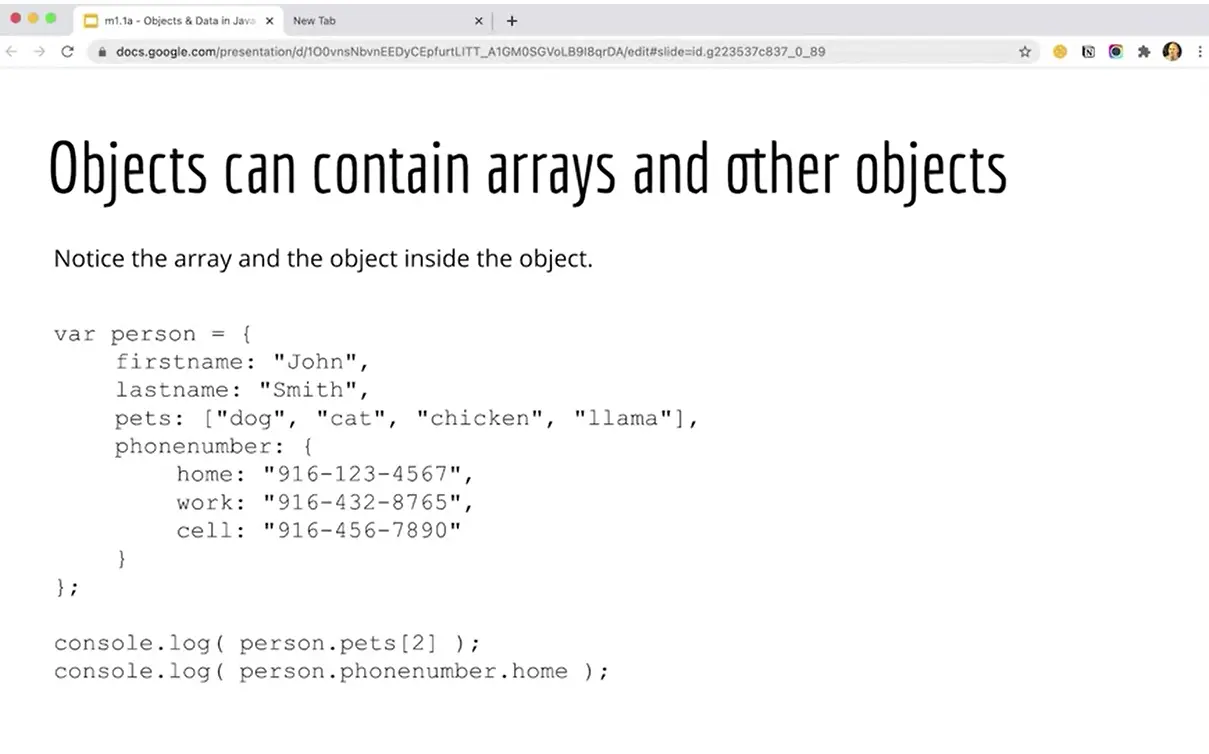 m1.1a - Objects & Data in Java
New Tab
docs.google.com/presentation/d/1O0vnsNbvnEEDyCEpfurtLITT_A1GM0SGVoLB9I8qrDA/edit#slide=id.g223537c837_0_89
Objects can contain arrays and other objects
Notice the array and the object inside the object.
var person = {
firstname: "John",
lastname: "Smith",
pets: ["dog", "cat", "chicken", "llama"],
phonenumber: {
home: "916-123-4567",
work: "916-432-8765",
cell: "916-456-7890"
}
};
console.log( person.pets[2] );
console.log( person.phonenumber.home );